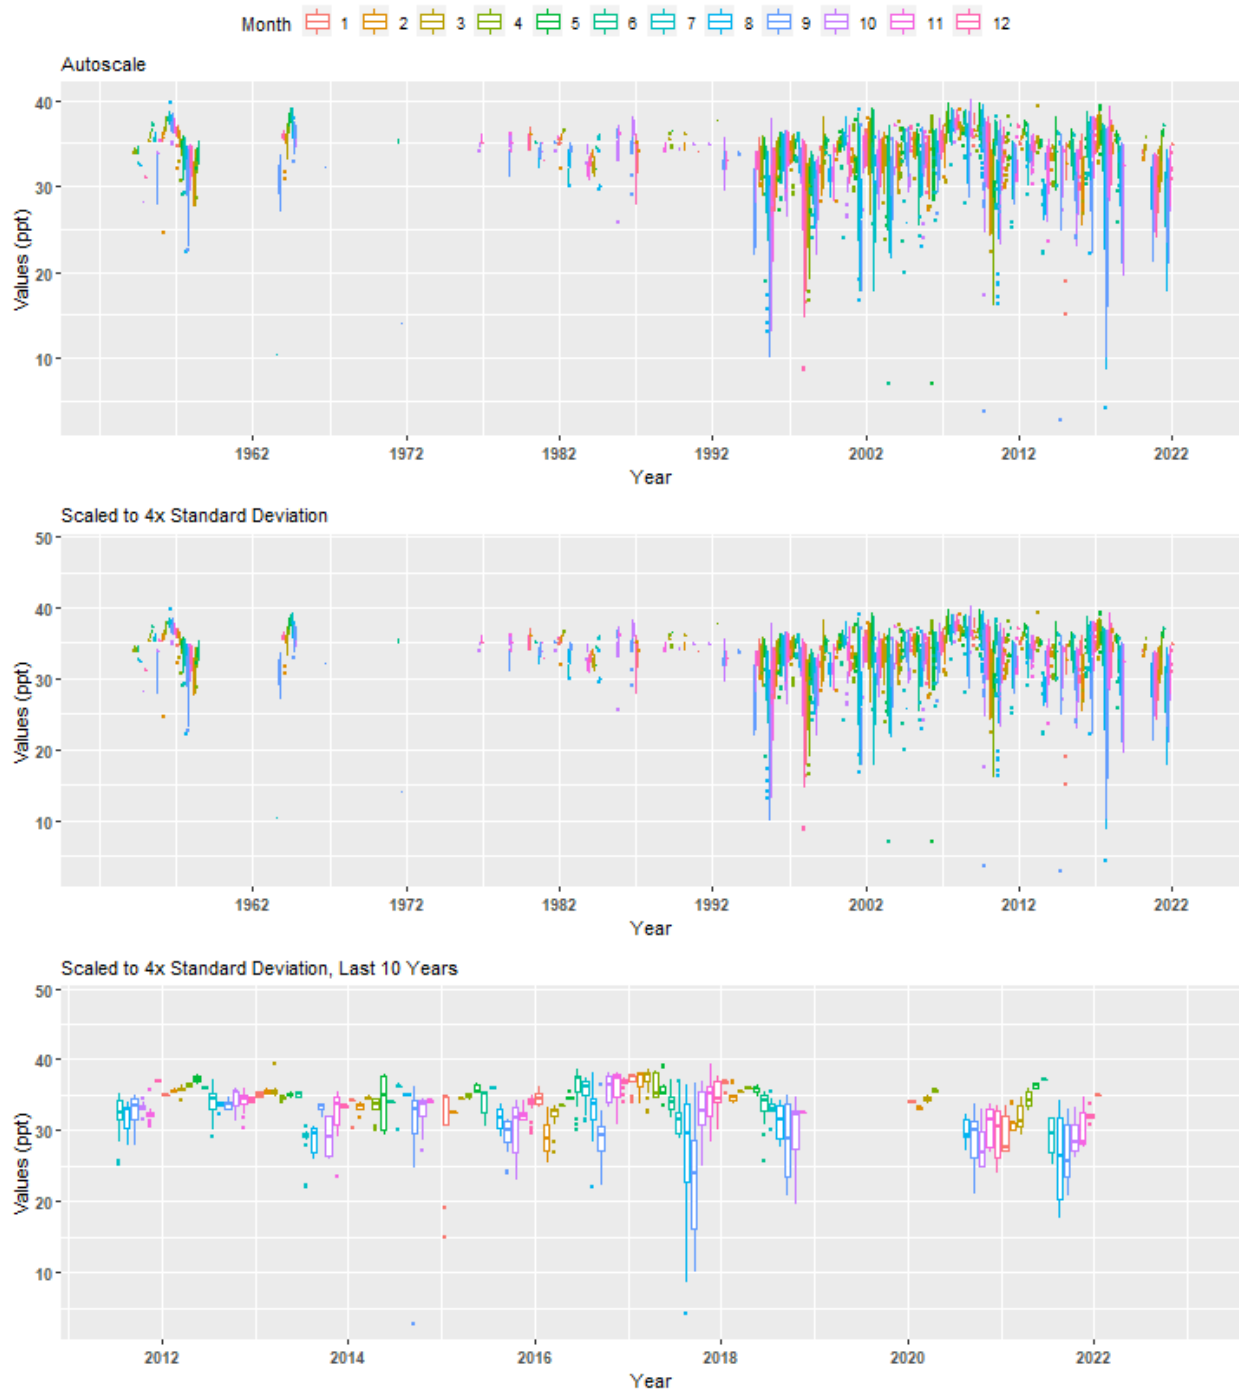 Month 1 2 3 4 5 6 7 8 9 10 11 12
Autoscale
40
30
20
10
Values (ppt)
1962 1972 1982 1992 2002 2012 2022
Year
Scaled to 4x Standard Deviation
50
40
30
20
10
Values (ppt)
1962 1972 1982 1992 2002 2012 2022
Year
Scaled to 4x Standard Deviation, Last 10 Years
50
40
30
20
10
Values (ppt)
2012 2014 2016 2018 2020 2022
Year